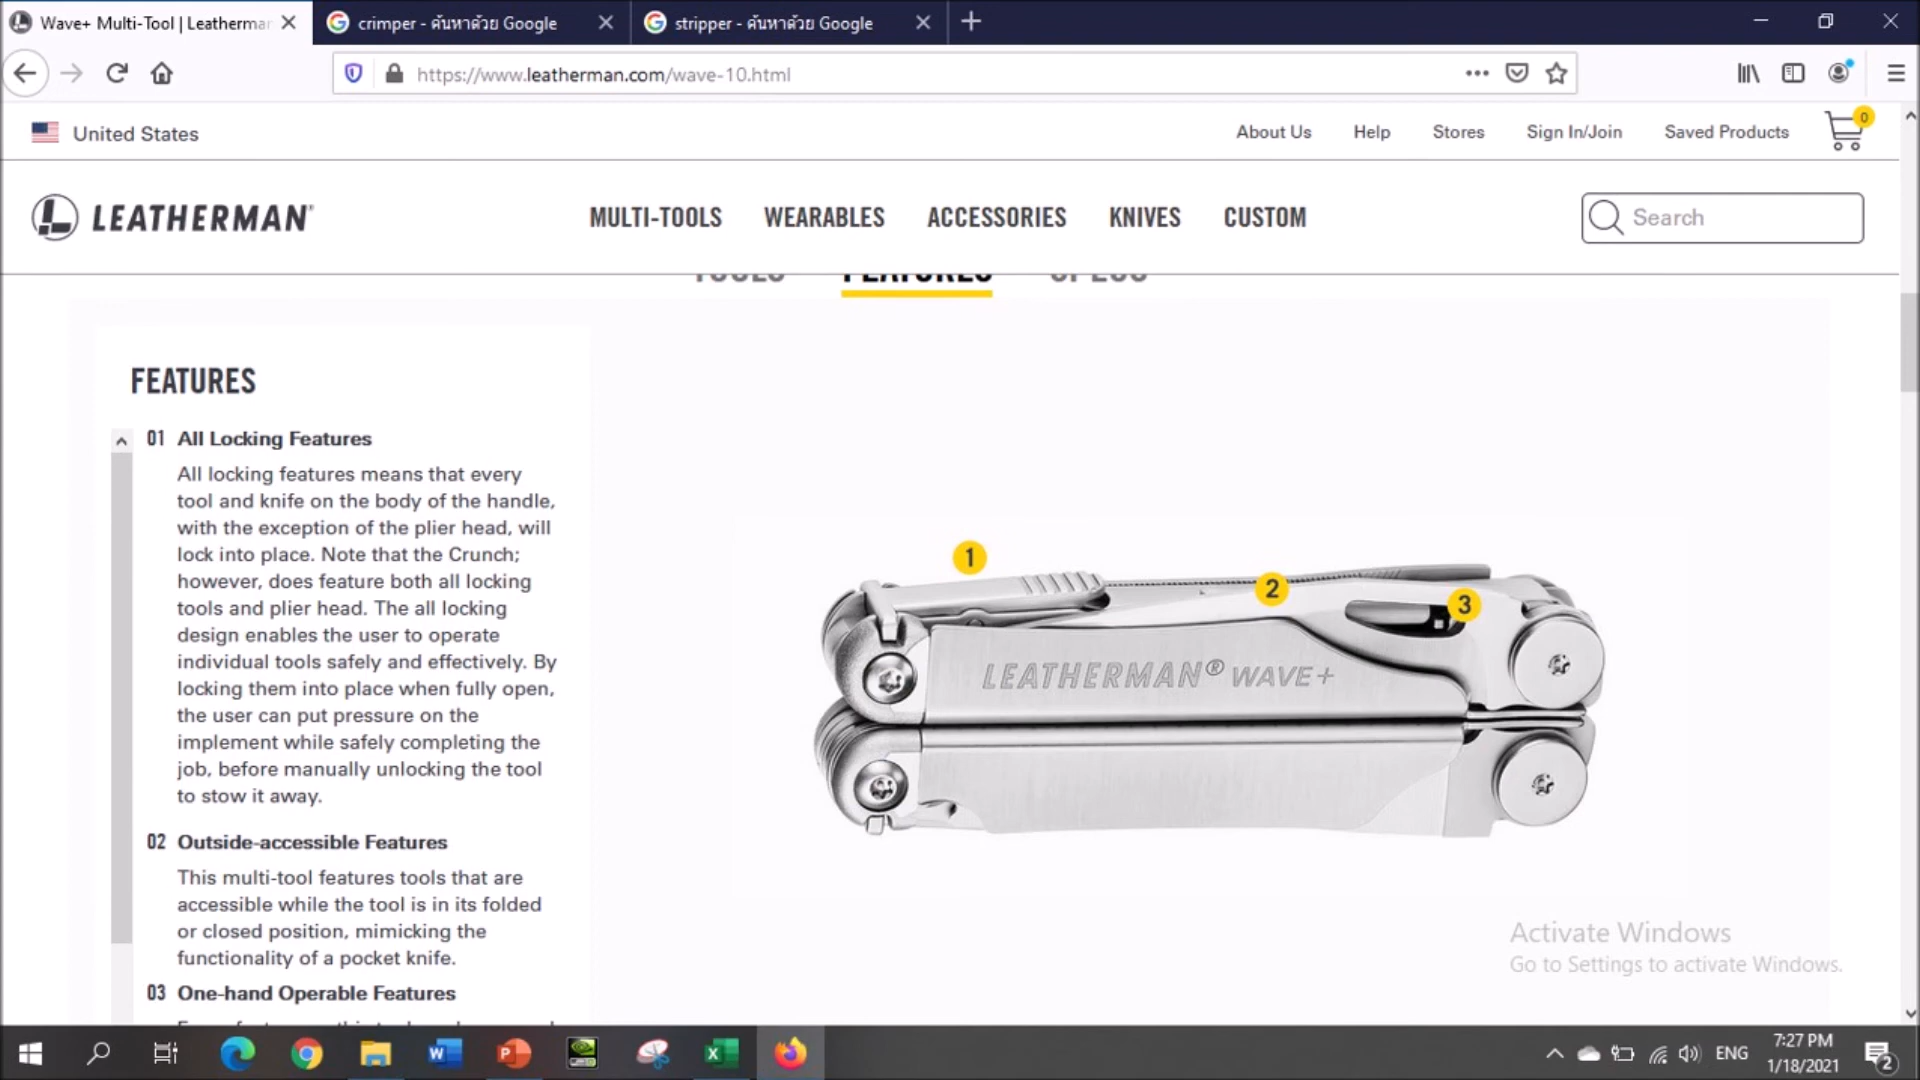 Wave+ Multi-Tool | Leatherman
crimper - ค้นหาด้วย Google
stripper - ค้นหาด้วย Google
https://www.leatherman.com/wave-10.html
United States
About Us
Help
Stores
Sign In/Join
Saved Products
0
LEATHERMAN
MULTI-TOOLS
WEARABLES
ACCESSORIES
KNIVES
CUSTOM
Search
TOOLS
FEATURES
SPECS
FEATURES
01 All Locking Features
All locking features means that every
tool and knife on the body of the handle,
with the exception of the plier head, will
lock into place. Note that the Crunch;
however, does feature both all locking
tools and plier head. The all locking
design enables the user to operate
individual tools safely and effectively. By
locking them into place when fully open,
the user can put pressure on the
implement while safely completing the
job, before manually unlocking the tool
to stow it away.
02 Outside-accessible Features
This multi-tool features tools that are
accessible while the tool is in its folded
or closed position, mimicking the
functionality of a pocket knife.
03 One-hand Operable Features
1
2
3
LEATHERMAN® WAVE+
Activate Windows
Go to Settings to activate Windows.
ENG
7:27 PM
1/18/2021
2